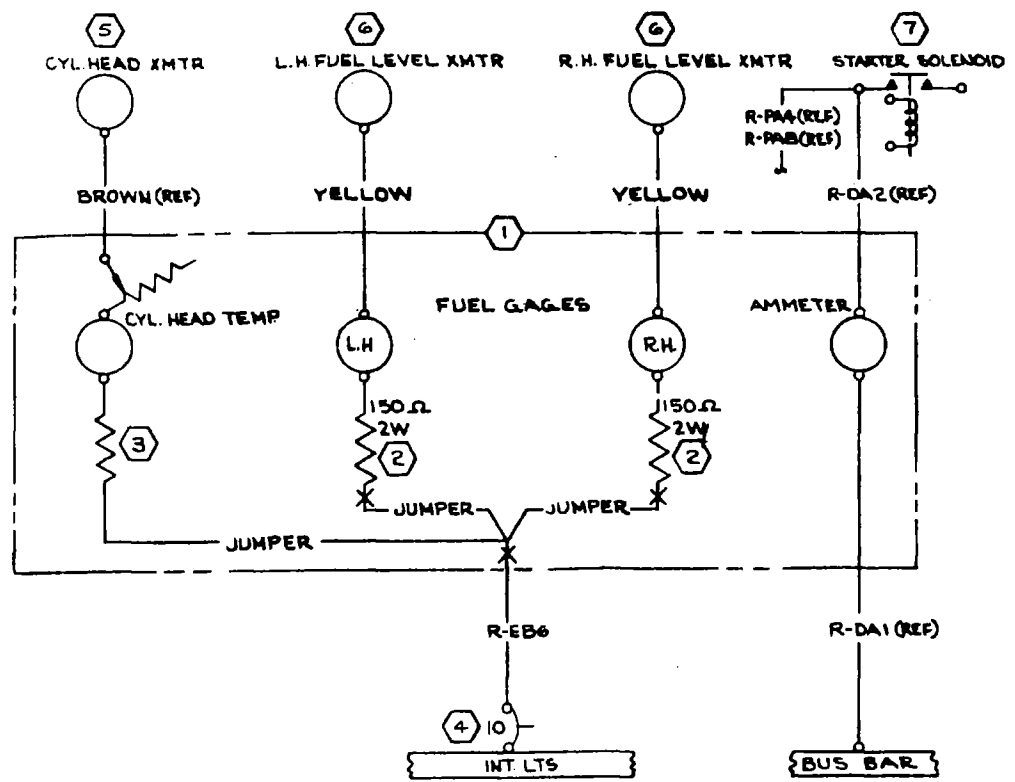 5
6
6
7
CYL. HEAD XMTR
L.H. FUEL LEVEL XMTR
R.H. FUEL LEVEL XMTR
STARTER SOLENOID
R-PA4(REF)
R-PA8(REF)
BROWN(REF)
YELLOW
YELLOW
R-DA2(REF)
1
FUEL GAGES
AMMETER
CYL. HEAD TEMP
L.H
R.H.
150Ω
2W
2
150Ω
2W
2
3
JUMPER
JUMPER
JUMPER
R-EB6
R-DA1(REF)
4
10
INT. LTS
BUS BAR